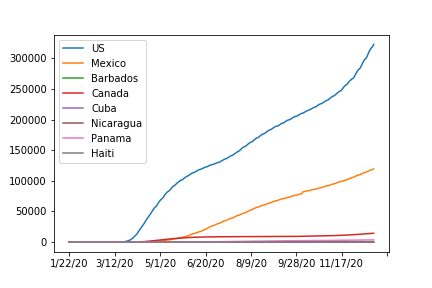 300000
250000
200000
150000
100000
50000
0
US
Mexico
Barbados
Canada
Cuba
Nicaragua
Panama
Haiti
1/22/20 3/12/20 5/1/20 6/20/20 8/9/20 9/28/20 11/17/20